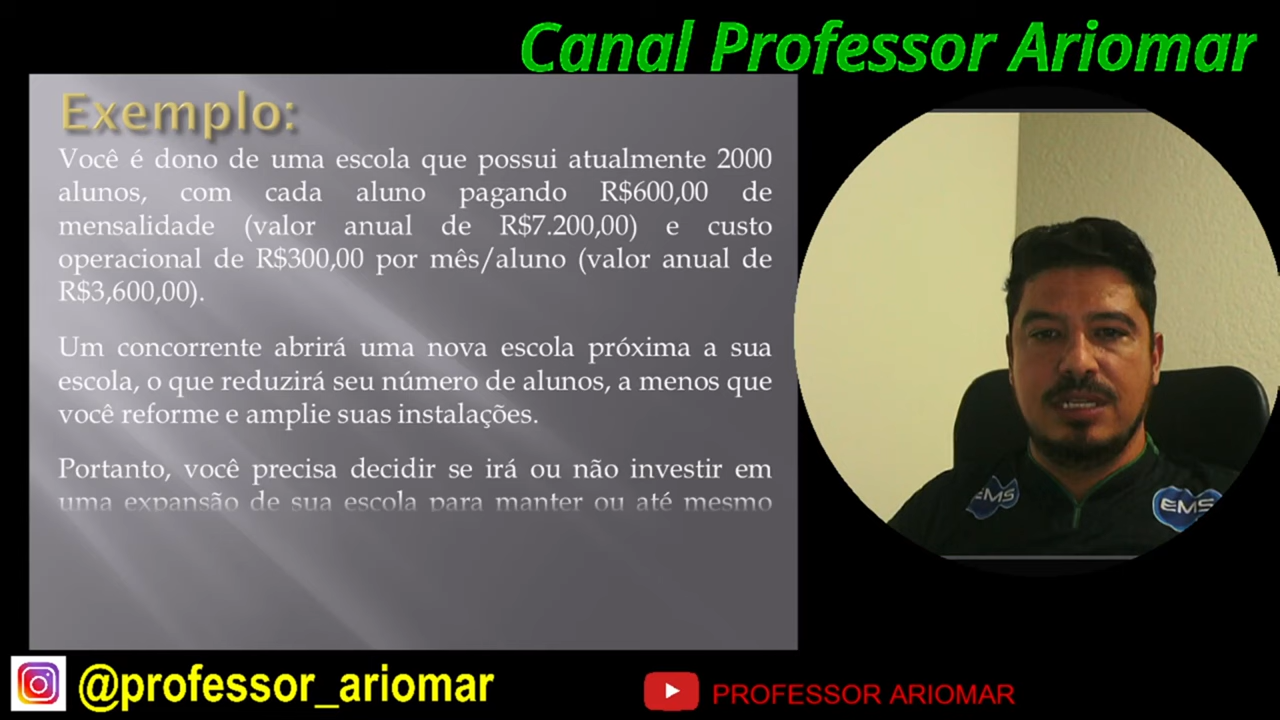 Canal Professor Ariomar
Exemplo:
Você é dono de uma escola que possui atualmente 2000
alunos, com cada aluno pagando R$600,00 de
mensalidade (valor anual de R$7.200,00) e custo
operacional de R$300,00 por mês/aluno (valor anual de
R$3,600,00).
Um concorrente abrirá uma nova escola próxima a sua
escola, o que reduzirá seu número de alunos, a menos que
você reforme e amplie suas instalações.
Portanto, você precisa decidir se irá ou não investir em
uma expansão de sua escola para manter ou até mesmo
EMS
EMS
@professor_ariomar
PROFESSOR ARIOMAR